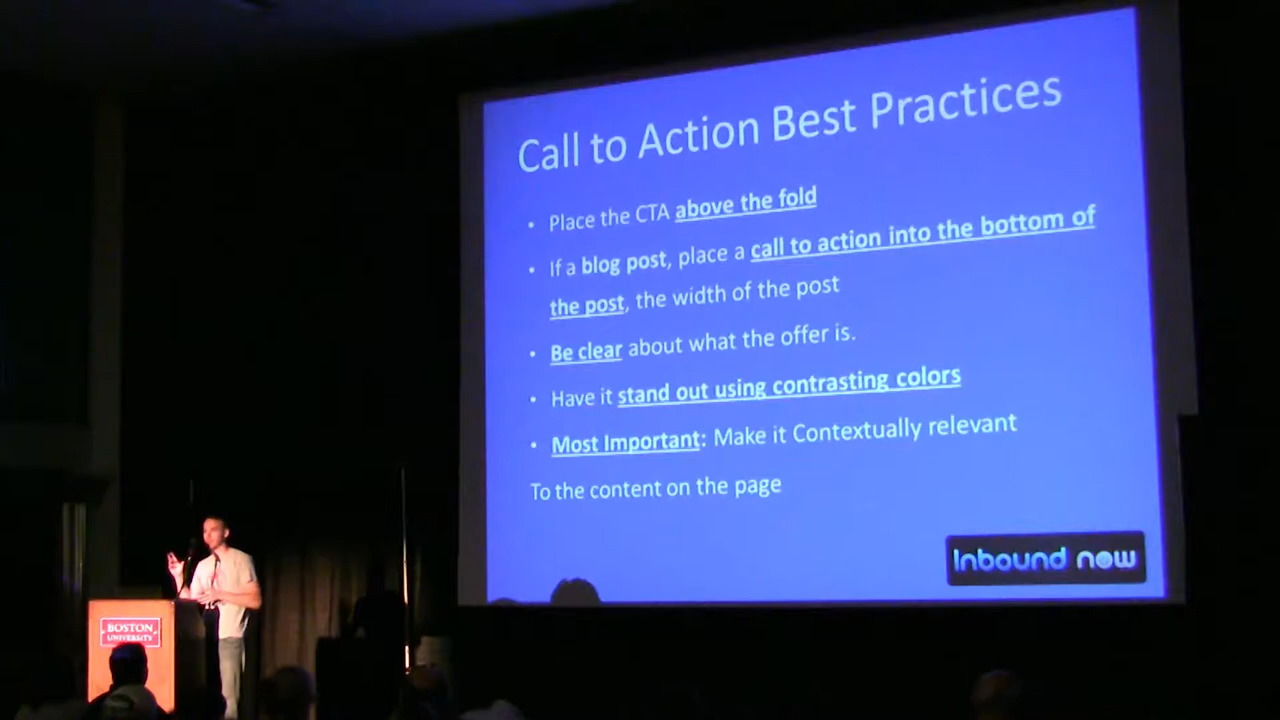 Call to Action Best Practices
• Place the CTA above the fold
• If a blog post, place a call to action into the bottom of
the post, the width of the post
• Be clear about what the offer is.
• Have it stand out using contrasting colors
• Most Important: Make it Contextually relevant
To the content on the page
Inbound now
BOSTON
UNIVERSITY